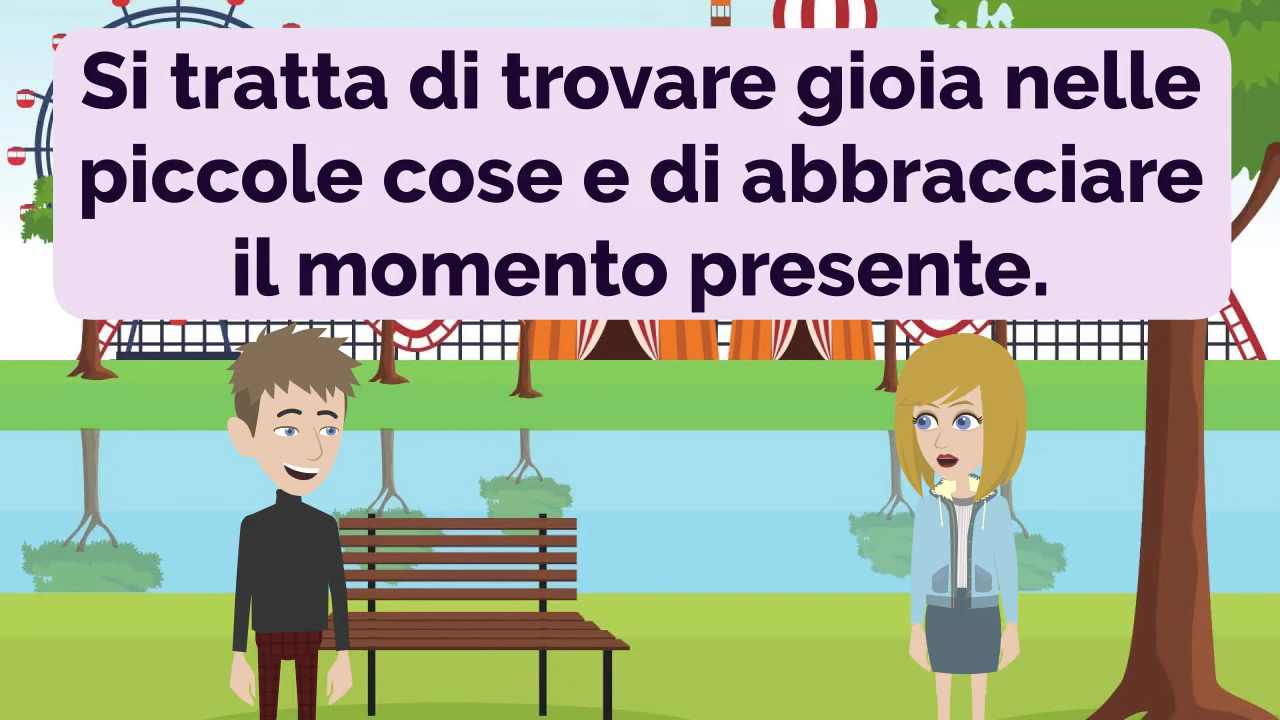 Si tratta di trovare gioia nelle
piccole cose e di abbracciare
il momento presente.